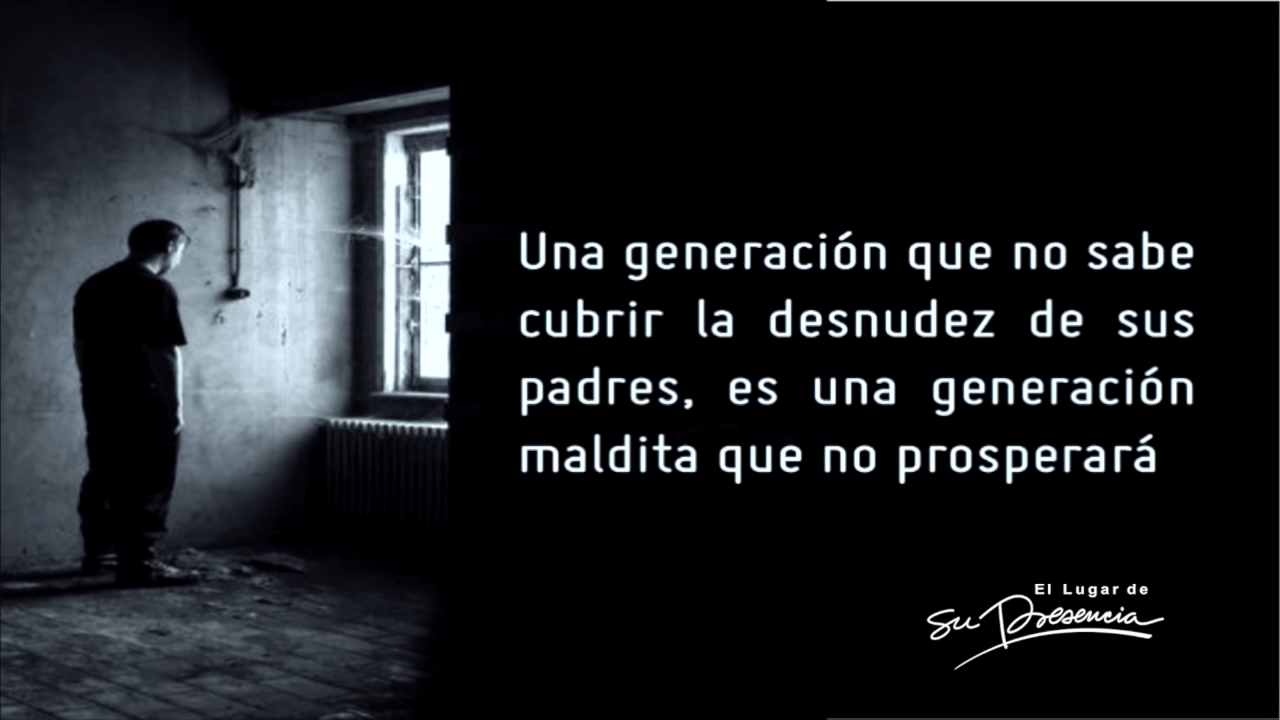 Una generación que no sabe
cubrir la desnudez de sus
padres, es una generación
maldita que no prosperará
El Lugar de
Su Presencia